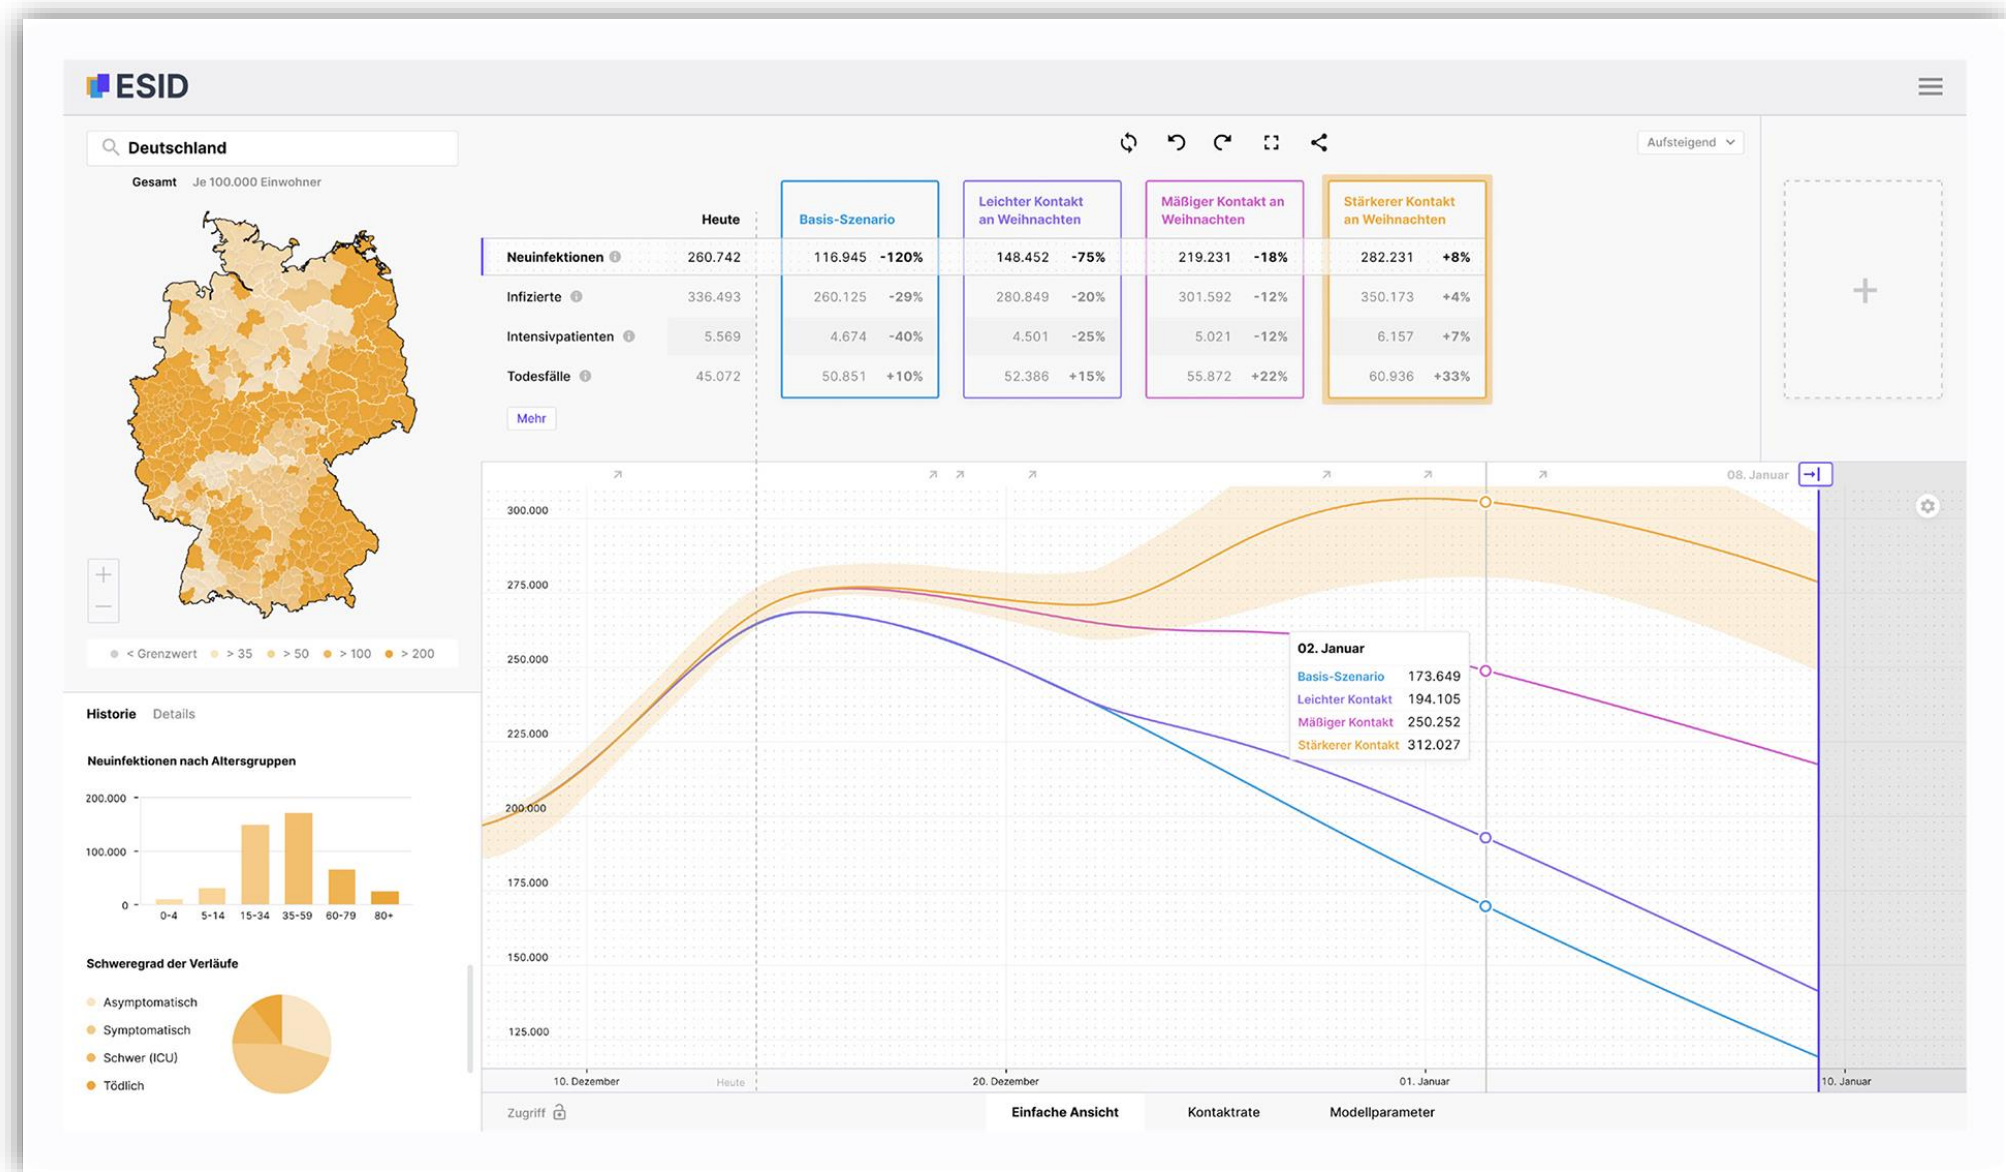 ESID
Deutschland
Gesamt Je 100.000 Einwohner
< Grenzwert > 35 > 50 > 100 > 200
Aufsteigend
Heute
Basis-Szenario
Leichter Kontakt
an Weihnachten
Mäßiger Kontakt an
Weihnachten
Stärkerer Kontakt
an Weihnachten
Neuinfektionen 260.742 116.945 -120% 148.452 -75% 219.231 -18% 282.231 +8%
Infizierte 336.493 260.125 -29% 280.849 -20% 301.592 -12% 350.173 +4%
Intensivpatienten 5.569 4.674 -40% 4.501 -25% 5.021 -12% 6.157 +7%
Todesfälle 45.072 50.851 +10% 52.386 +15% 55.872 +22% 60.936 +33%
Mehr
08. Januar
300.000
275.000
250.000
225.000
200.000
175.000
150.000
125.000
02. Januar
Basis-Szenario 173.649
Leichter Kontakt 194.105
Mäßiger Kontakt 250.252
Stärkerer Kontakt 312.027
10. Dezember Heute 20. Dezember 01. Januar 10. Januar
Historie Details
Neuinfektionen nach Altersgruppen
200.000
100.000
0
0-4 5-14 15-34 35-59 60-79 80+
Schweregrad der Verläufe
Asymptomatisch
Symptomatisch
Schwer (ICU)
Tödlich
Zugriff Einfache Ansicht Kontaktrate Modellparameter